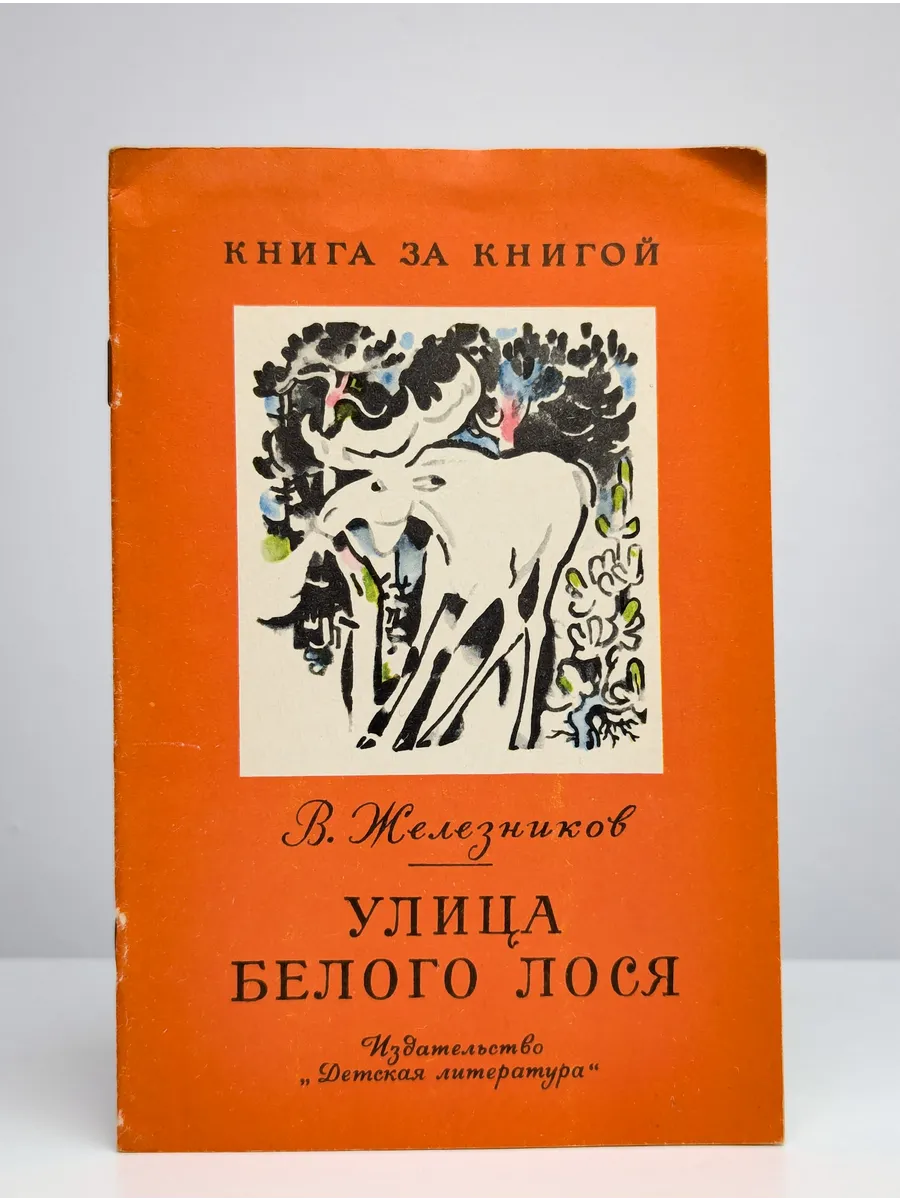 КНИГА ЗА КНИГОЙ
В. Железников
УЛИЦА
БЕЛОГО ЛОСЯ
Издательство
„Детская литература“